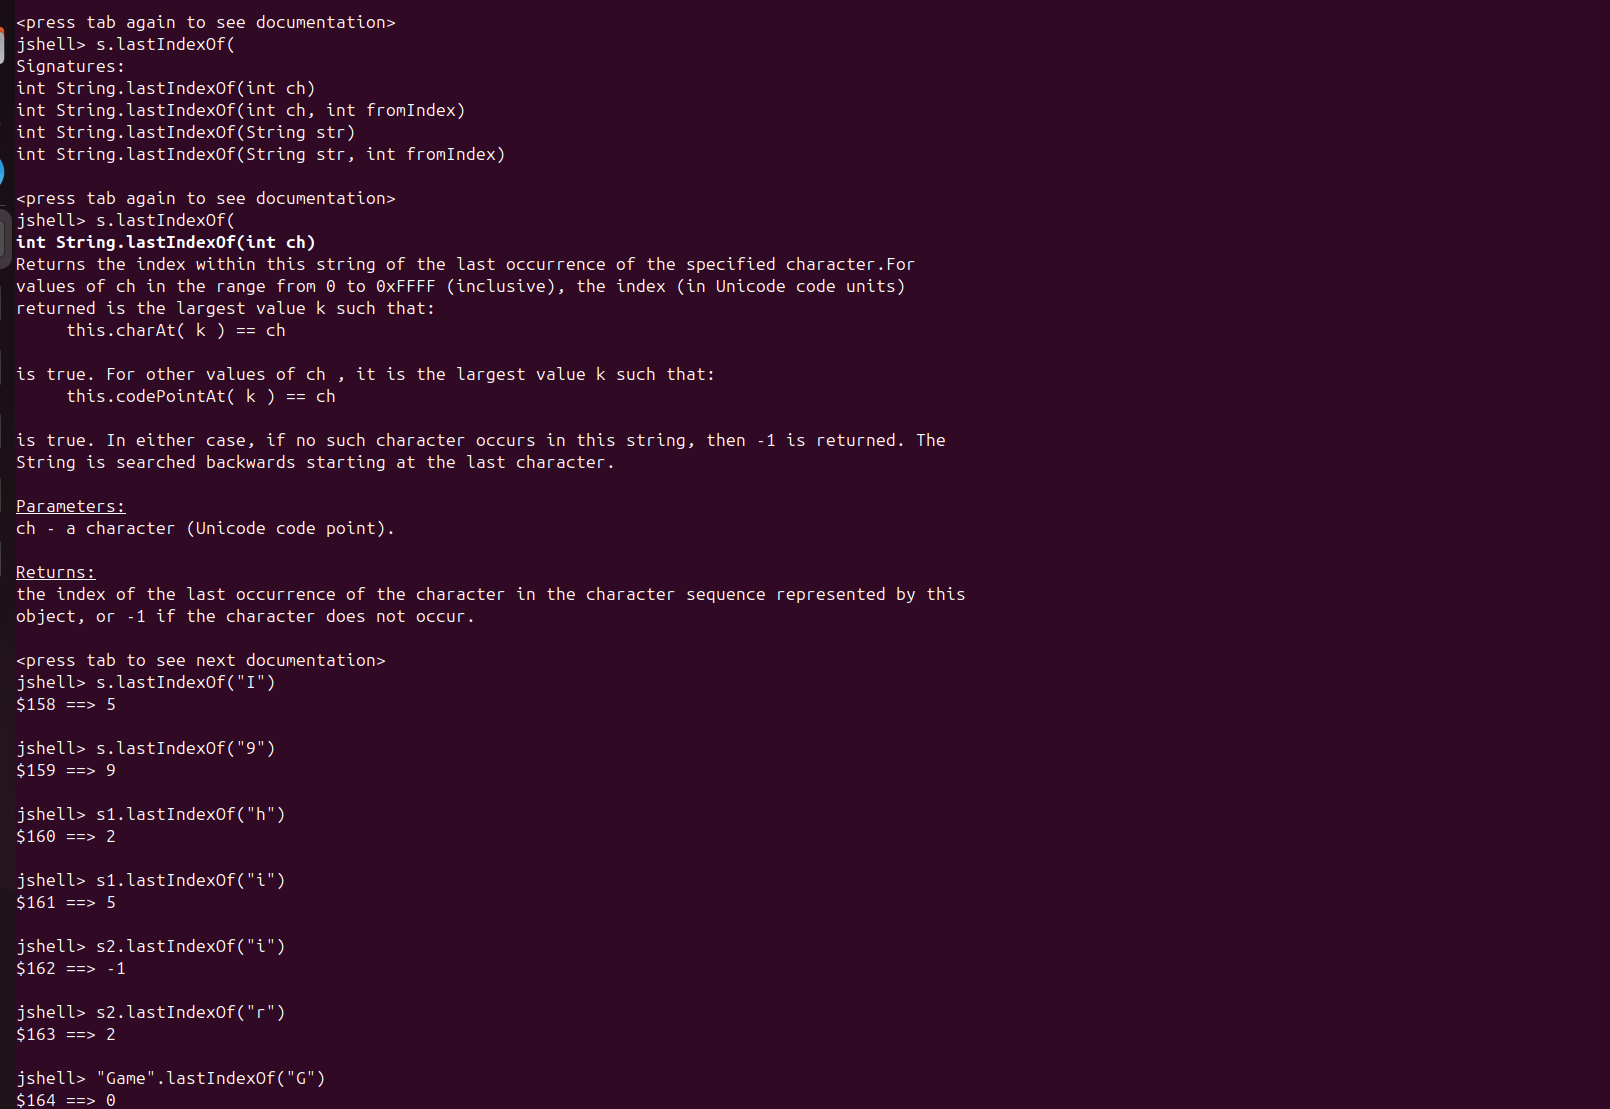 <press tab again to see documentation>
jshell> s.lastIndexOf(
Signatures:
int String.lastIndexOf(int ch)
int String.lastIndexOf(int ch, int fromIndex)
int String.lastIndexOf(String str)
int String.lastIndexOf(String str, int fromIndex)
<press tab again to see documentation>
jshell> s.lastIndexOf(
int String.lastIndexOf(int ch)
Returns the index within this string of the last occurrence of the specified character.For
values of ch in the range from 0 to 0xFFFF (inclusive), the index (in Unicode code units)
returned is the largest value k such that:
     this.charAt( k ) == ch
is true. For other values of ch , it is the largest value k such that:
     this.codePointAt( k ) == ch
is true. In either case, if no such character occurs in this string, then -1 is returned. The
String is searched backwards starting at the last character.
Parameters:
ch - a character (Unicode code point).
Returns:
the index of the last occurrence of the character in the character sequence represented by this
object, or -1 if the character does not occur.
<press tab to see next documentation>
jshell> s.lastIndexOf("I")
$158 ==> 5
jshell> s.lastIndexOf("9")
$159 ==> 9
jshell> s1.lastIndexOf("h")
$160 ==> 2
jshell> s1.lastIndexOf("i")
$161 ==> 5
jshell> s2.lastIndexOf("i")
$162 ==> -1
jshell> s2.lastIndexOf("r")
$163 ==> 2
jshell> "Game".lastIndexOf("G")
$164 ==> 0